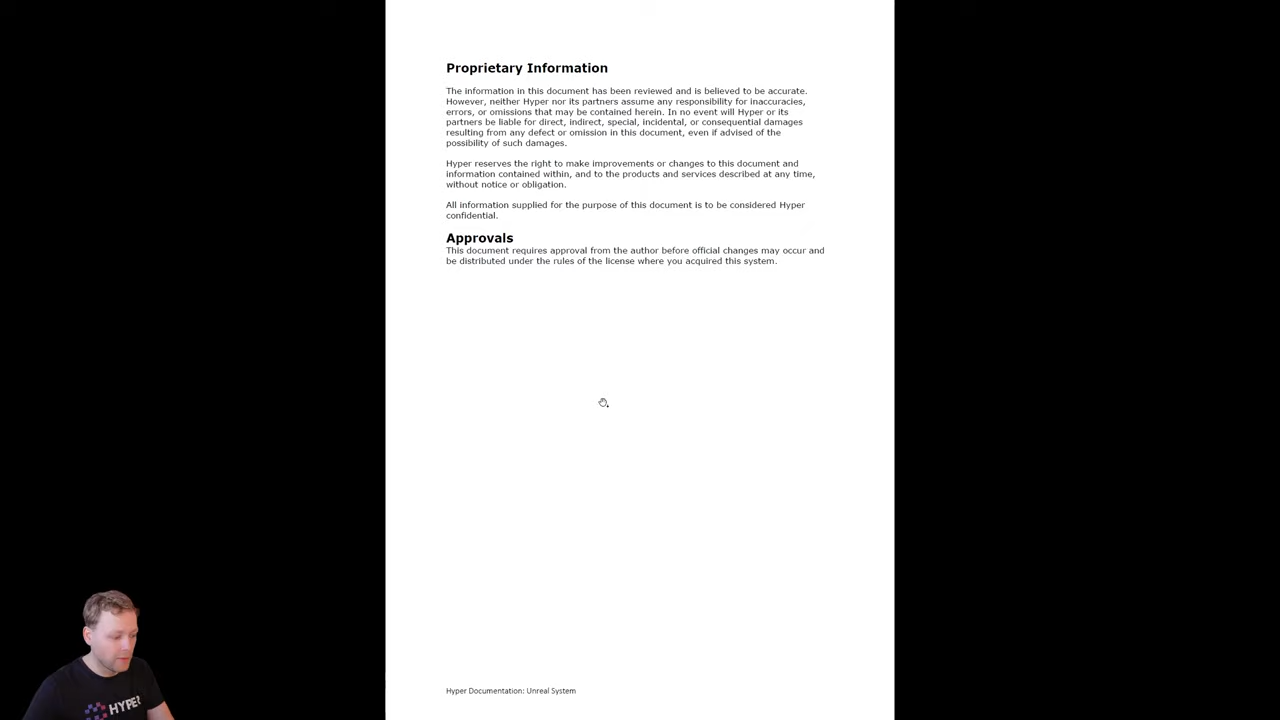 Proprietary Information
The information in this document has been reviewed and is believed to be accurate.
However, neither Hyper nor its partners assume any responsibility for inaccuracies,
errors, or omissions that may be contained herein. In no event will Hyper or its
partners be liable for direct, indirect, special, incidental, or consequential damages
resulting from any defect or omission in this document, even if advised of the
possibility of such damages.
Hyper reserves the right to make improvements or changes to this document and
information contained within, and to the products and services described at any time,
without notice or obligation.
All information supplied for the purpose of this document is to be considered Hyper
confidential.
Approvals
This document requires approval from the author before official changes may occur and
be distributed under the rules of the license where you acquired this system.
Hyper Documentation: Unreal System